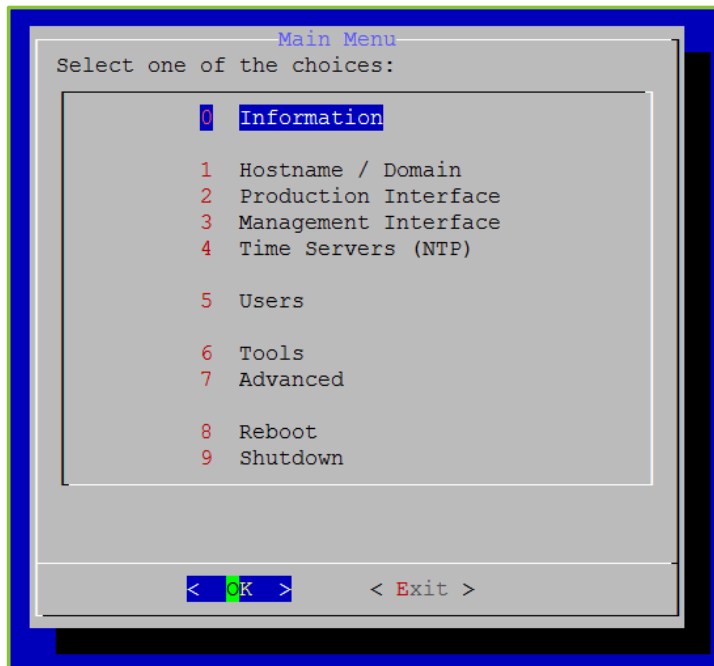 Main Menu
Select one of the choices:
0 Information
1 Hostname / Domain
2 Production Interface
3 Management Interface
4 Time Servers (NTP)
5 Users
6 Tools
7 Advanced
8 Reboot
9 Shutdown
< OK > < Exit >